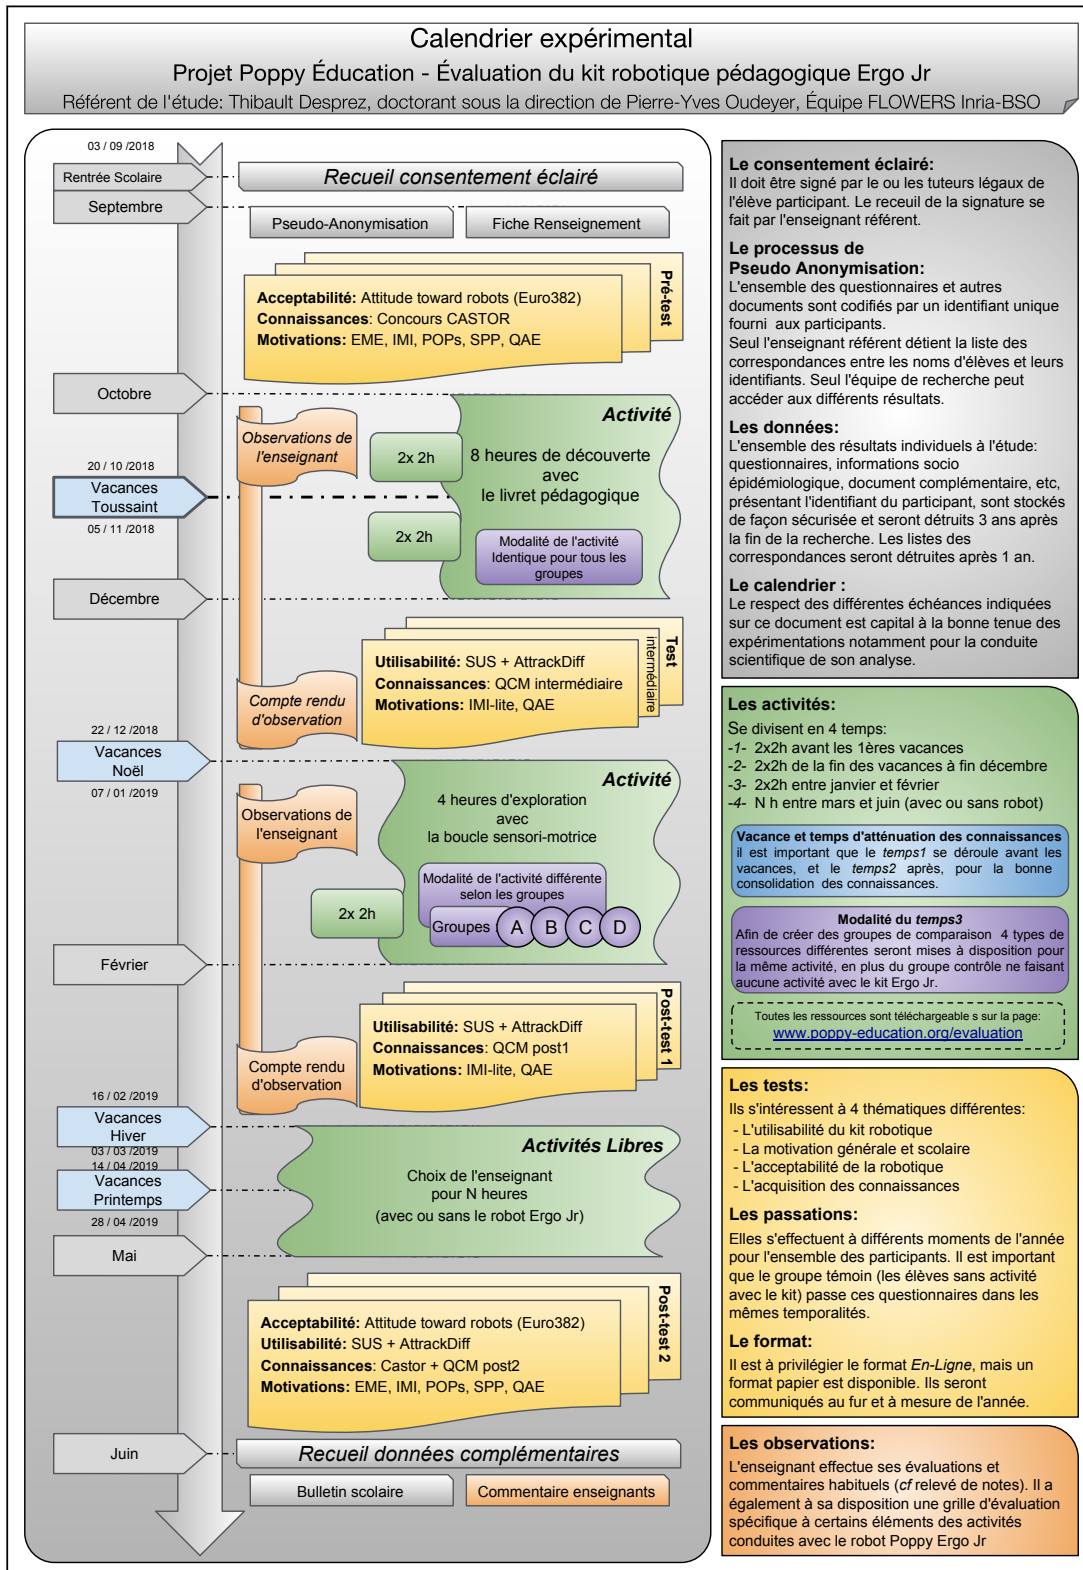 Calendrier expérimental
Projet Poppy Éducation - Évaluation du kit robotique pédagogique Ergo Jr
Référent de l'étude: Thibault Desprez, doctorant sous la direction de Pierre-Yves Oudeyer, Équipe FLOWERS Inria-BSO
03 / 09 /2018
Rentrée Scolaire
Recueil consentement éclairé
Septembre
Pseudo-Anonymisation
Fiche Renseignement
Pré-test
Acceptabilité: Attitude toward robots (Euro382)
Connaissances: Concours CASTOR
Motivations: EME, IMI, POPs, SPP, QAE
Octobre
Activité
Observations de
l'enseignant
2x 2h
8 heures de découverte
avec
le livret pédagogique
20 / 10 /2018
Vacances
Toussaint
05 / 11 /2018
2x 2h
Modalité de l'activité
Identique pour tous les
groupes
Décembre
Test
intermédiaire
Utilisabilité: SUS + AttrackDiff
Connaissances: QCM intermédiaire
Motivations: IMI-lite, QAE
Compte rendu
d'observation
22 / 12 /2018
Vacances
Noël
07 / 01 /2019
Activité
Observations de
l'enseignant
4 heures d'exploration
avec
la boucle sensori-motrice
Modalité de l'activité différente
selon les groupes
2x 2h
Groupes :
A
B
C
D
Février
Post-test 1
Utilisabilité: SUS + AttrackDiff
Connaissances: QCM post1
Motivations: IMI-lite, QAE
Compte rendu
d'observation
16 / 02 /2019
Vacances
Hiver
03 / 03 /2019
14 / 04 /2019
Vacances
Printemps
28 / 04 /2019
Activités Libres
Choix de l'enseignant
pour N heures
(avec ou sans le robot Ergo Jr)
Mai
Post-test 2
Acceptabilité: Attitude toward robots (Euro382)
Utilisabilité: SUS + AttrackDiff
Connaissances: Castor + QCM post2
Motivations: EME, IMI, POPs, SPP, QAE
Juin
Recueil données complémentaires
Bulletin scolaire
Commentaire enseignants
Le consentement éclairé:
Il doit être signé par le ou les tuteurs légaux de
l'élève participant. Le receuil de la signature se
fait par l'enseignant référent.
Le processus de
Pseudo Anonymisation:
L'ensemble des questionnaires et autres
documents sont codifiés par un identifiant unique
fourni aux participants.
Seul l'enseignant référent détient la liste des
correspondances entre les noms d'élèves et leurs
identifiants. Seul l'équipe de recherche peut
accéder aux différents résultats.
Les données:
L'ensemble des résultats individuels à l'étude:
questionnaires, informations socio
épidémiologique, document complémentaire, etc,
présentant l'identifiant du participant, sont stockés
de façon sécurisée et seront détruits 3 ans après
la fin de la recherche. Les listes des
correspondances seront détruites après 1 an.
Le calendrier :
Le respect des différentes échéances indiquées
sur ce document est capital à la bonne tenue des
expérimentations notamment pour la conduite
scientifique de son analyse.
Les activités:
Se divisent en 4 temps:
-1- 2x2h avant les 1ères vacances
-2- 2x2h de la fin des vacances à fin décembre
-3- 2x2h entre janvier et février
-4- N h entre mars et juin (avec ou sans robot)
Vacance et temps d'atténuation des connaissances
il est important que le temps1 se déroule avant les
vacances, et le temps2 après, pour la bonne
consolidation des connaissances.
Modalité du temps3
Afin de créer des groupes de comparaison 4 types de
ressources différentes seront mises à disposition pour
la même activité, en plus du groupe contrôle ne faisant
aucune activité avec le kit Ergo Jr.
Toutes les ressources sont téléchargeable s sur la page:
www.poppy-education.org/evaluation
Les tests:
Ils s'intéressent à 4 thématiques différentes:
- L'utilisabilité du kit robotique
- La motivation générale et scolaire
- L'acceptabilité de la robotique
- L'acquisition des connaissances
Les passations:
Elles s'effectuent à différents moments de l'année
pour l'ensemble des participants. Il est important
que le groupe témoin (les élèves sans activité
avec le kit) passe ces questionnaires dans les
mêmes temporalités.
Le format:
Il est à privilégier le format En-Ligne, mais un
format papier est disponible. Ils seront
communiqués au fur et à mesure de l'année.
Les observations:
L'enseignant effectue ses évaluations et
commentaires habituels (cf relevé de notes). Il a
également à sa disposition une grille d'évaluation
spécifique à certains éléments des activités
conduites avec le robot Poppy Ergo Jr